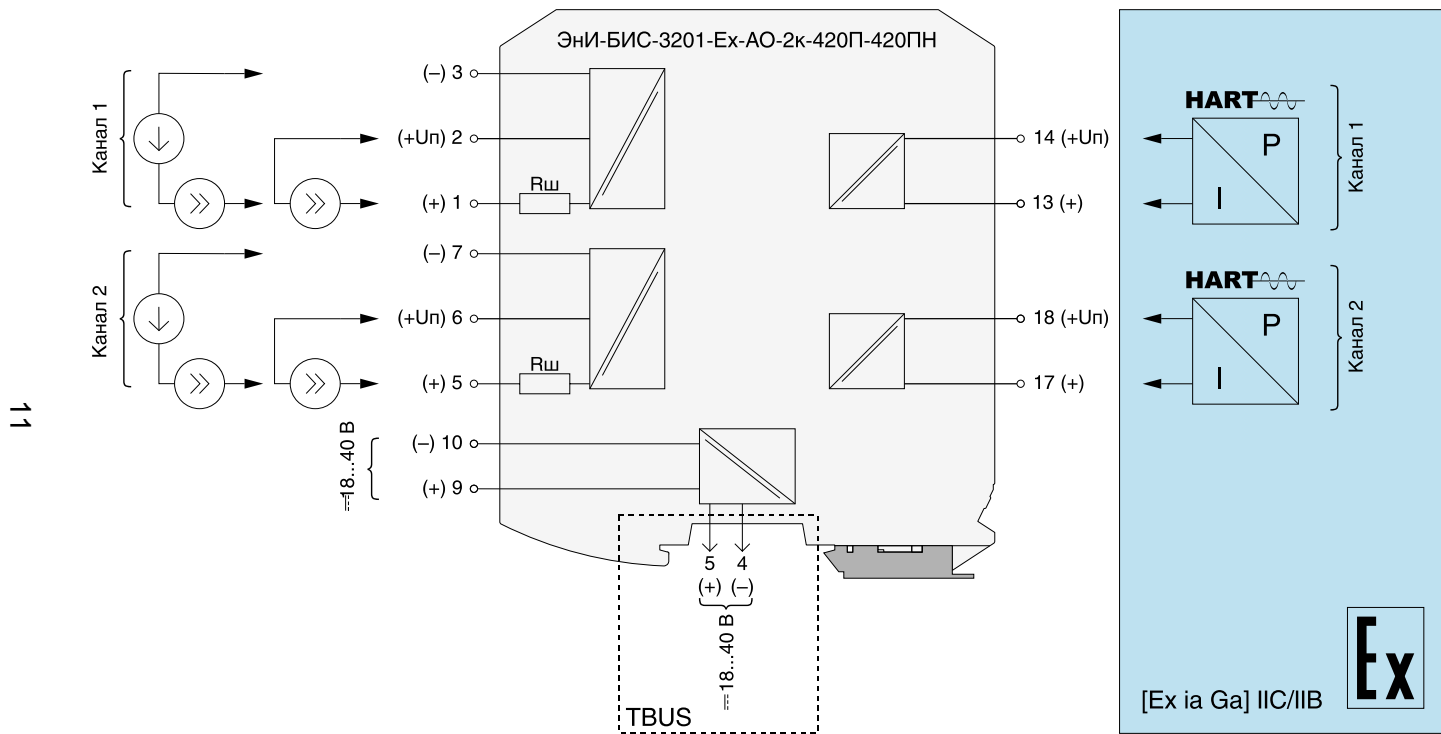 ЭнИ-БИС-3201-Ex-АО-2к-420П-420ПН
Канал 1
(–) 3
(+Uп) 2
(+) 1
Rш
Канал 2
(–) 7
(+Uп) 6
(+) 5
Rш
18...40 В
(–) 10
(+) 9
14 (+Uп)
13 (+)
18 (+Uп)
17 (+)
HART
P
I
Канал 1
HART
P
I
Канал 2
5 4
(+) (–)
18...40 В
TBUS
[Ex ia Ga] IIC/IIB
Ex
11